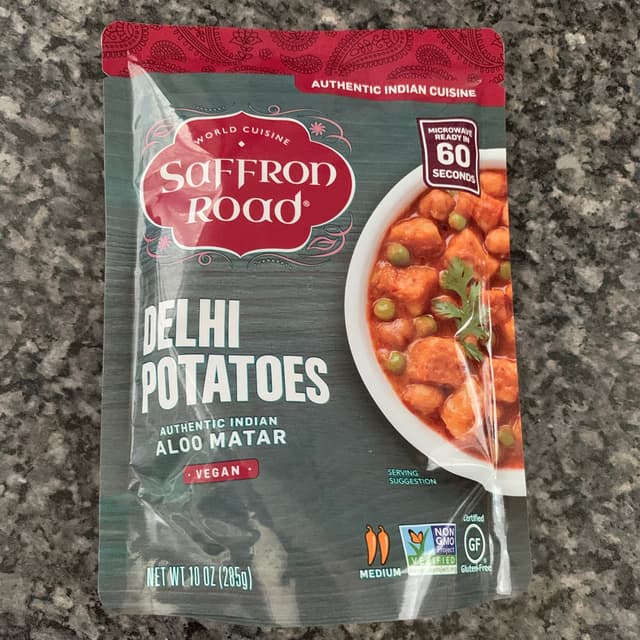 AUTHENTIC INDIAN CUISINE
WORLD CUISINE
SAFFRON
ROAD®
MICROWAVE
READY IN
60
SECONDS
DELHI
POTATOES
AUTHENTIC INDIAN
ALOO MATAR
• VEGAN •
SERVING
SUGGESTION
NET WT 10 OZ (285g)
MEDIUM
NON
GMO
Project
VERIFIED
Certified
GF
Gluten-Free